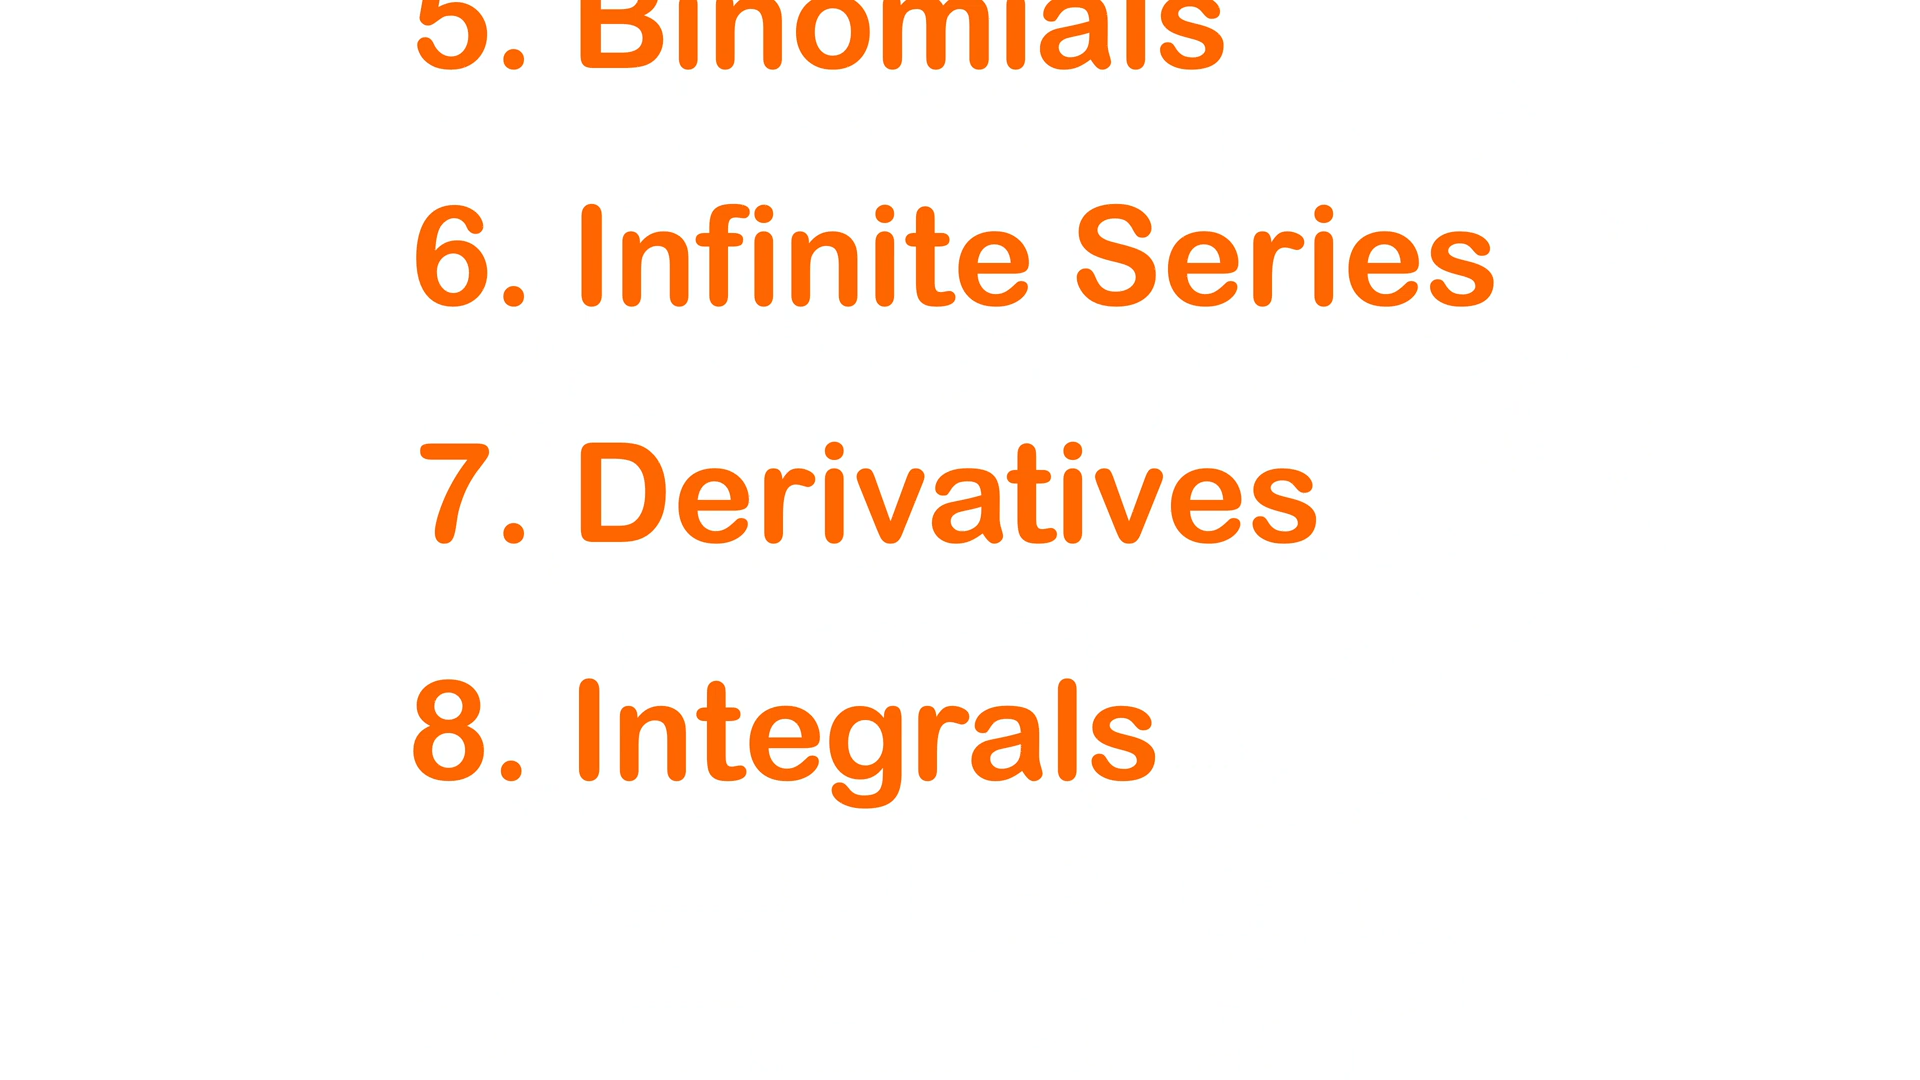 5. Binomials
6. Infinite Series
7. Derivatives
8. Integrals